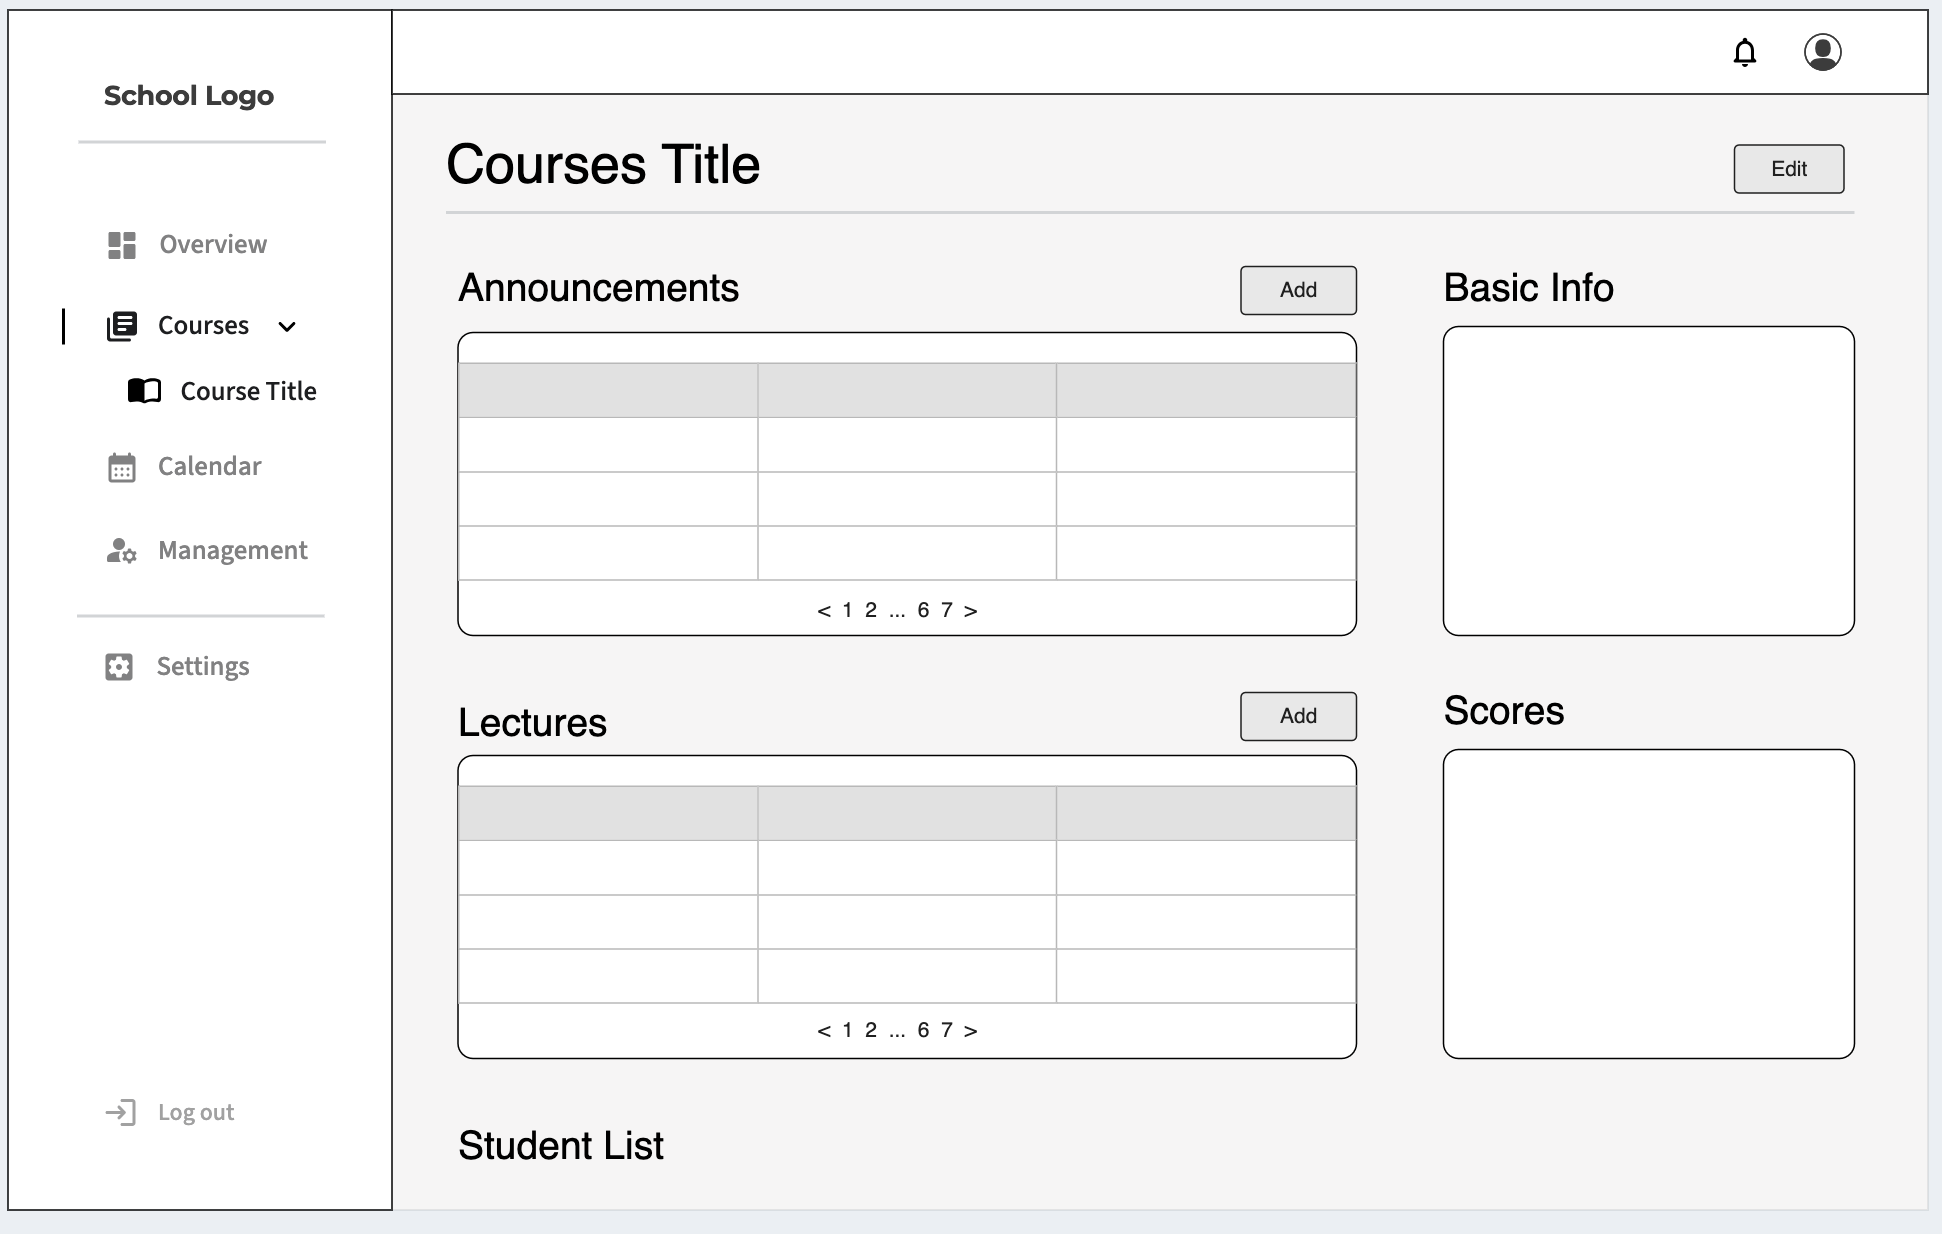 School Logo
Overview
Courses
Course Title
Calendar
Management
Settings
Log out
Courses Title
Edit
Announcements
Add
< 1 2 ... 6 7 >
Basic Info
Lectures
Add
< 1 2 ... 6 7 >
Scores
Student List